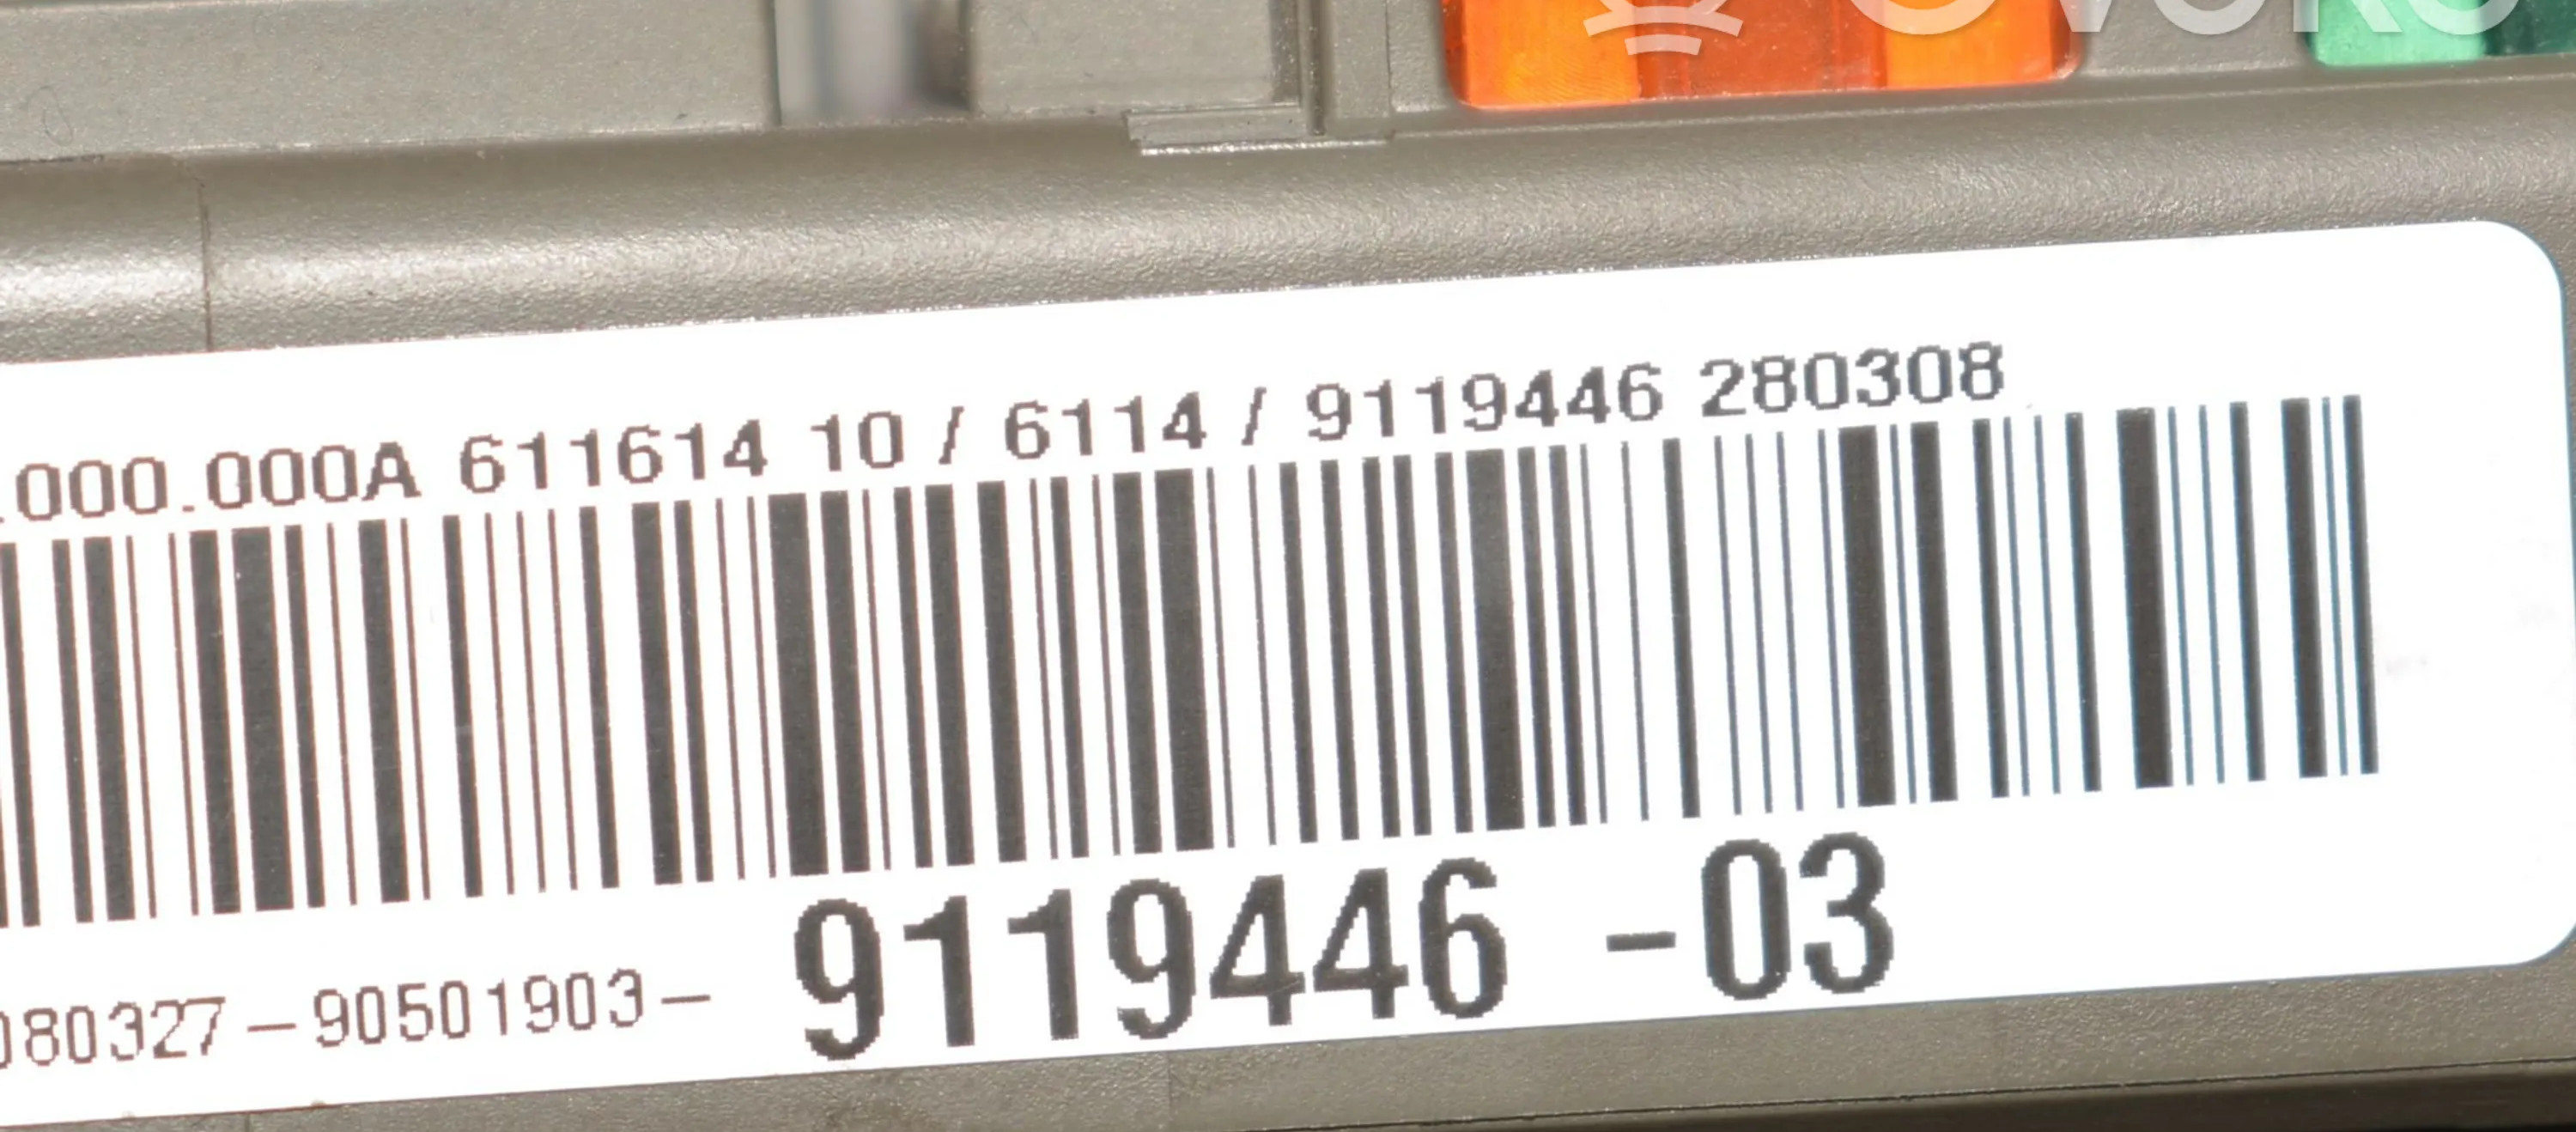 .000.000A 611614 10 / 6114 / 9119446 280308
080327-90501903- 9119446 -03